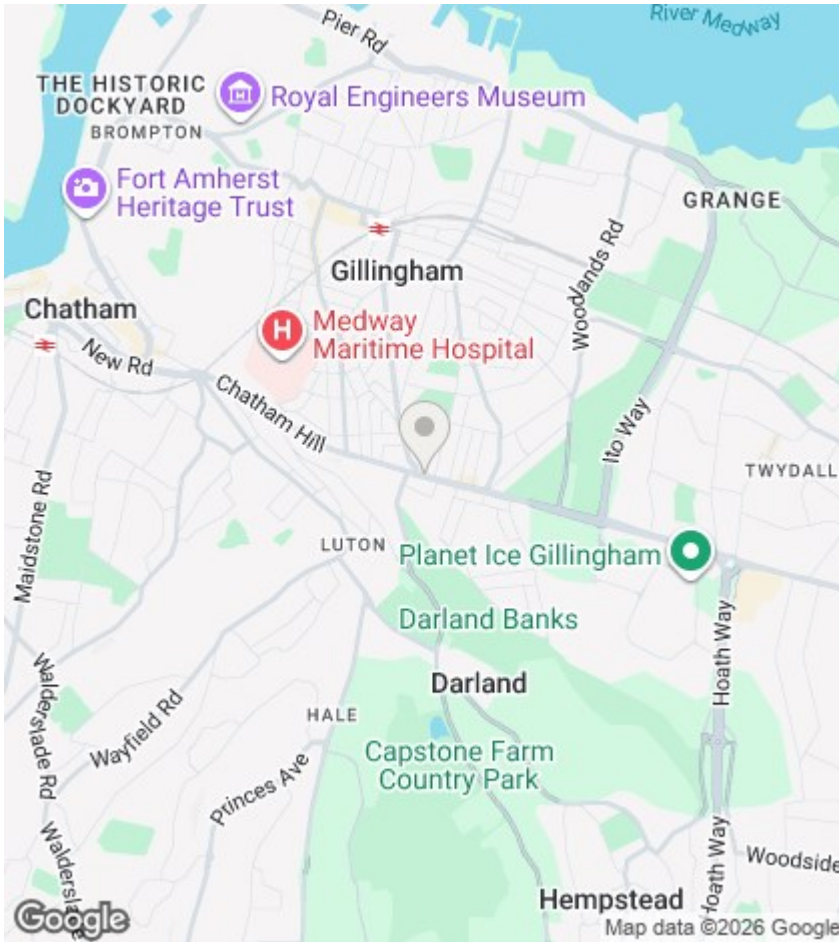 River Medway
Pier Rd
THE HISTORIC
DOCKYARD
BROMPTON
Royal Engineers Museum
Fort Amherst
Heritage Trust
GRANGE
Woodlands Rd
Gillingham
Chatham
H
Medway
Maritime Hospital
New Rd
Chatham Hill
Ito Way
TWYDALL
Maidstone Rd
LUTON
Planet Ice Gillingham
Darland Banks
Hoath Way
Darland
Walderslade Rd
Wayfield Rd
HALE
Capstone Farm
Country Park
Princes Ave
Hoath Way
Woodside
Hempstead
Google
Map data ©2026 Google